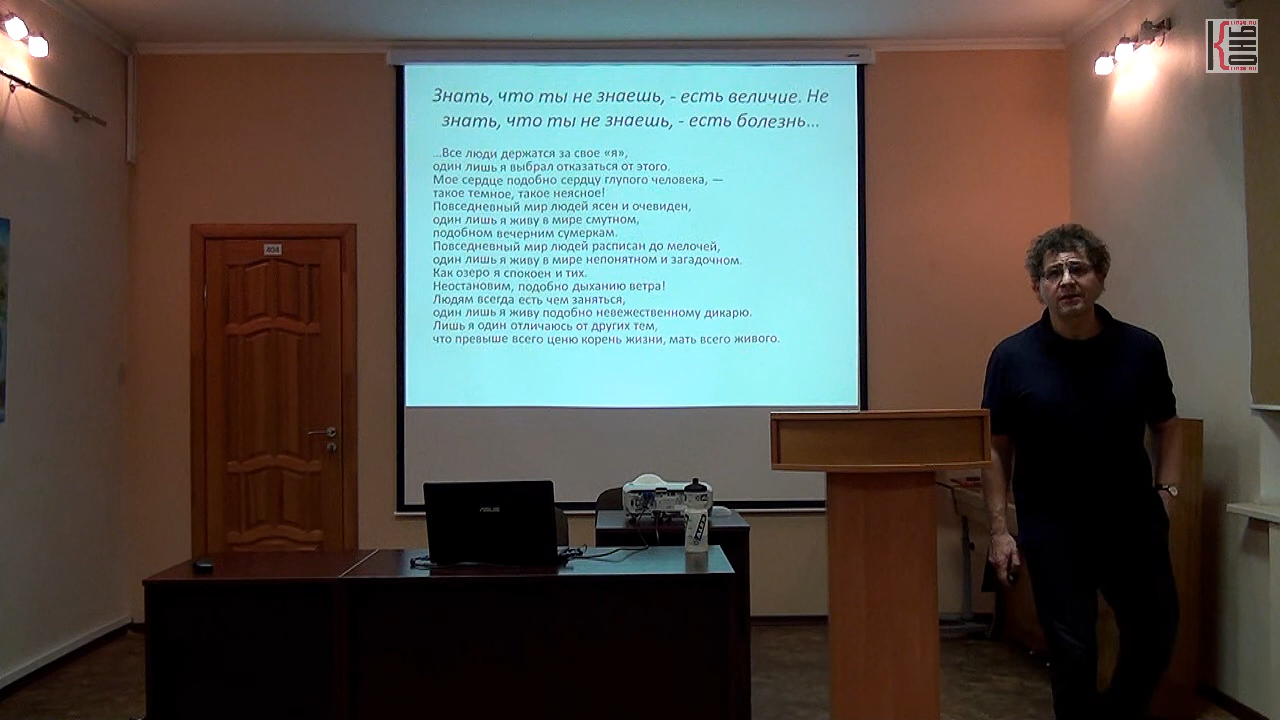 Знать, что ты не знаешь, - есть величие. Не
знать, что ты не знаешь, - есть болезнь...
...Все люди держатся за свое «я»,
один лишь я выбрал отказаться от этого.
Мое сердце подобно сердцу глупого человека, —
такое темное, такое неясное!
Повседневный мир людей ясен и очевиден,
один лишь я живу в мире смутном,
подобном вечерним сумеркам.
Повседневный мир людей расписан до мелочей,
один лишь я живу в мире непонятном и загадочном.
Как озеро я спокоен и тих.
Неостановим, подобно дыханию ветра!
Людям всегда есть чем заняться,
один лишь я живу подобно невежественному дикарю.
Лишь я один отличаюсь от других тем,
что превыше всего ценю корень жизни, мать всего живого.
404
ASUS